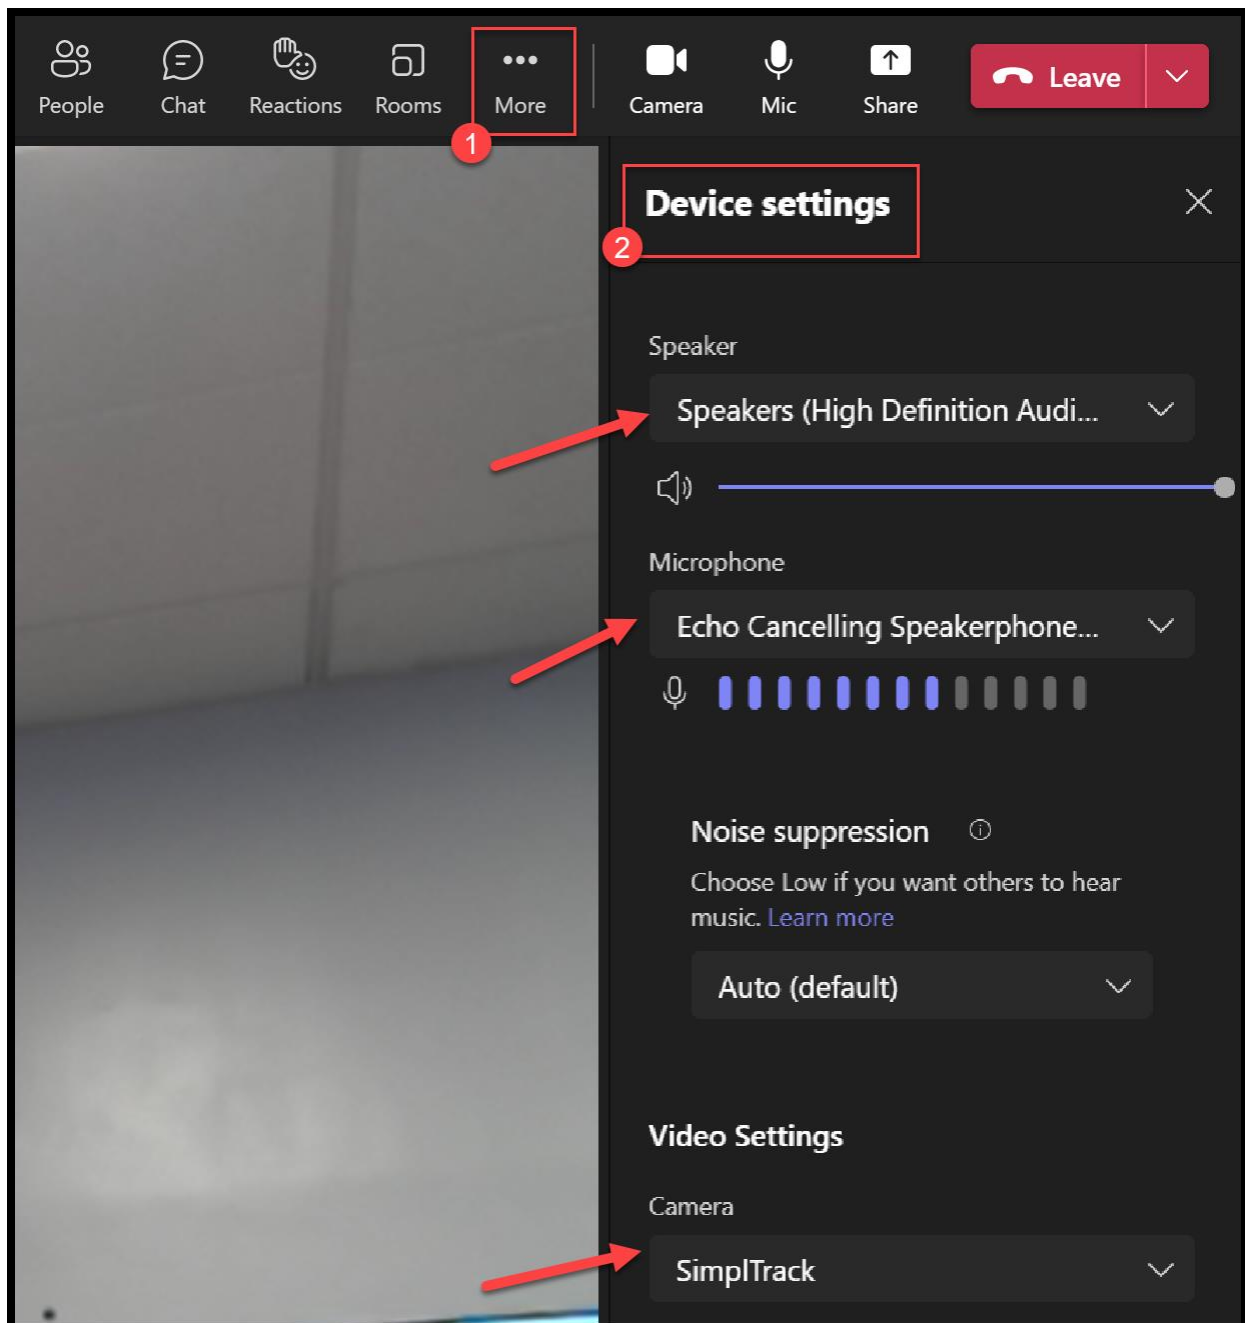 People Chat Reactions Rooms More Camera Mic Share Leave
1
Device settings
2
Speaker
Speakers (High Definition Audi...
Microphone
Echo Cancelling Speakerphone...
Noise suppression
Choose Low if you want others to hear
music. Learn more
Auto (default)
Video Settings
Camera
SimplTrack